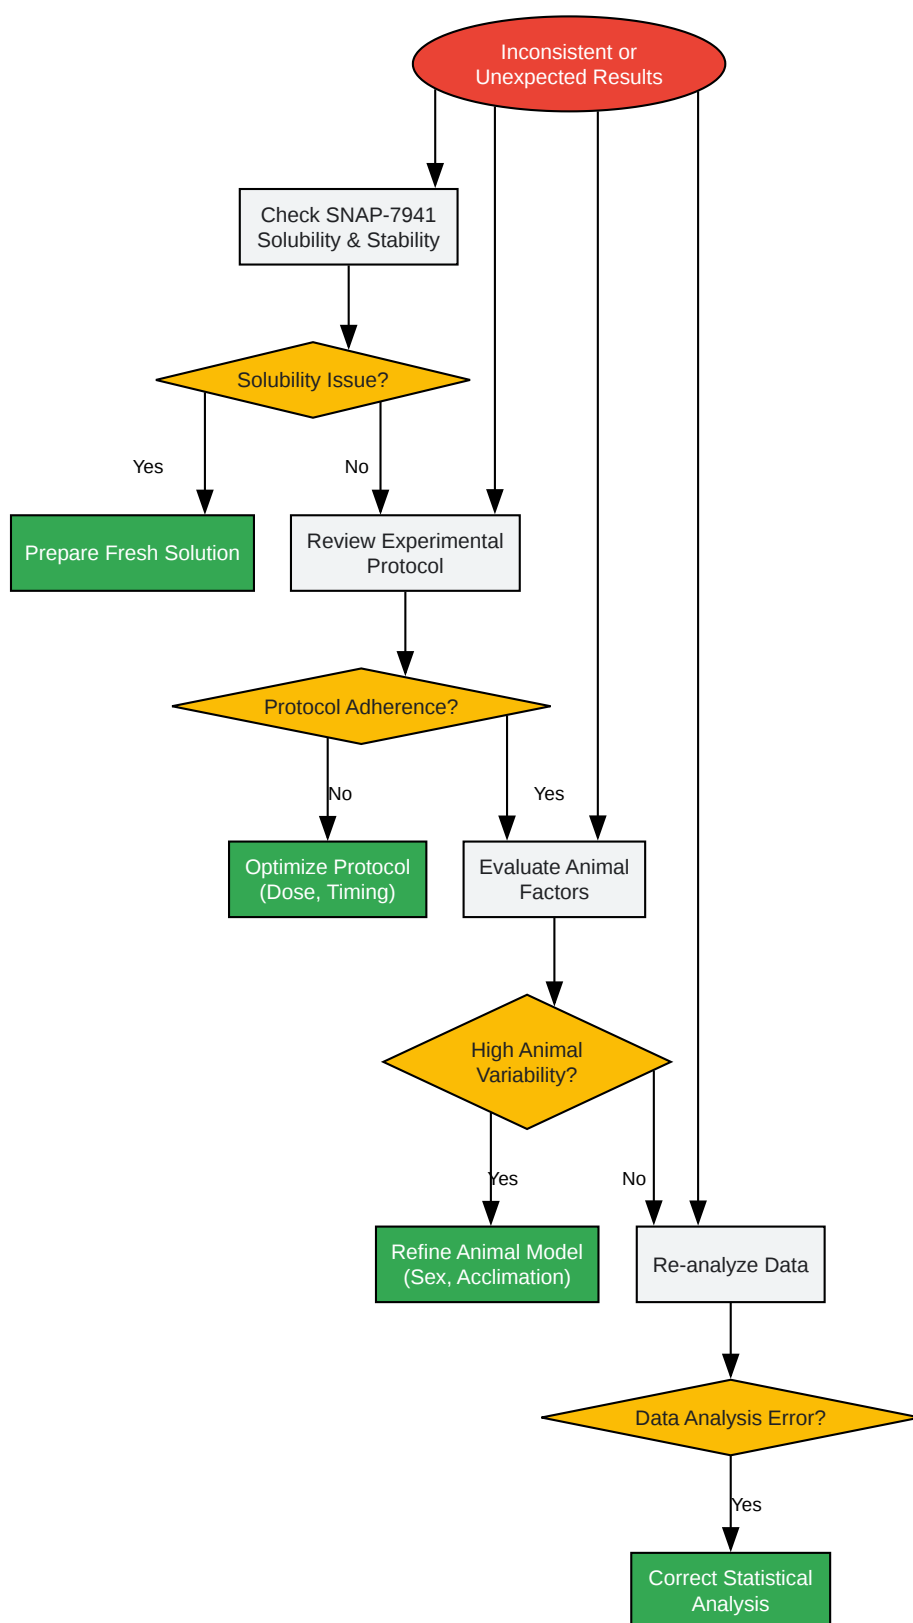 Inconsistent or
Unexpected Results
Check SNAP-7941
Solubility & Stability
Solubility Issue?
Yes
No
Prepare Fresh Solution
Review Experimental
Protocol
Protocol Adherence?
No
Yes
Optimize Protocol
(Dose, Timing)
Evaluate Animal
Factors
High Animal
Variability?
Yes
No
Refine Animal Model
(Sex, Acclimation)
Re-analyze Data
Data Analysis Error?
Yes
Correct Statistical
Analysis